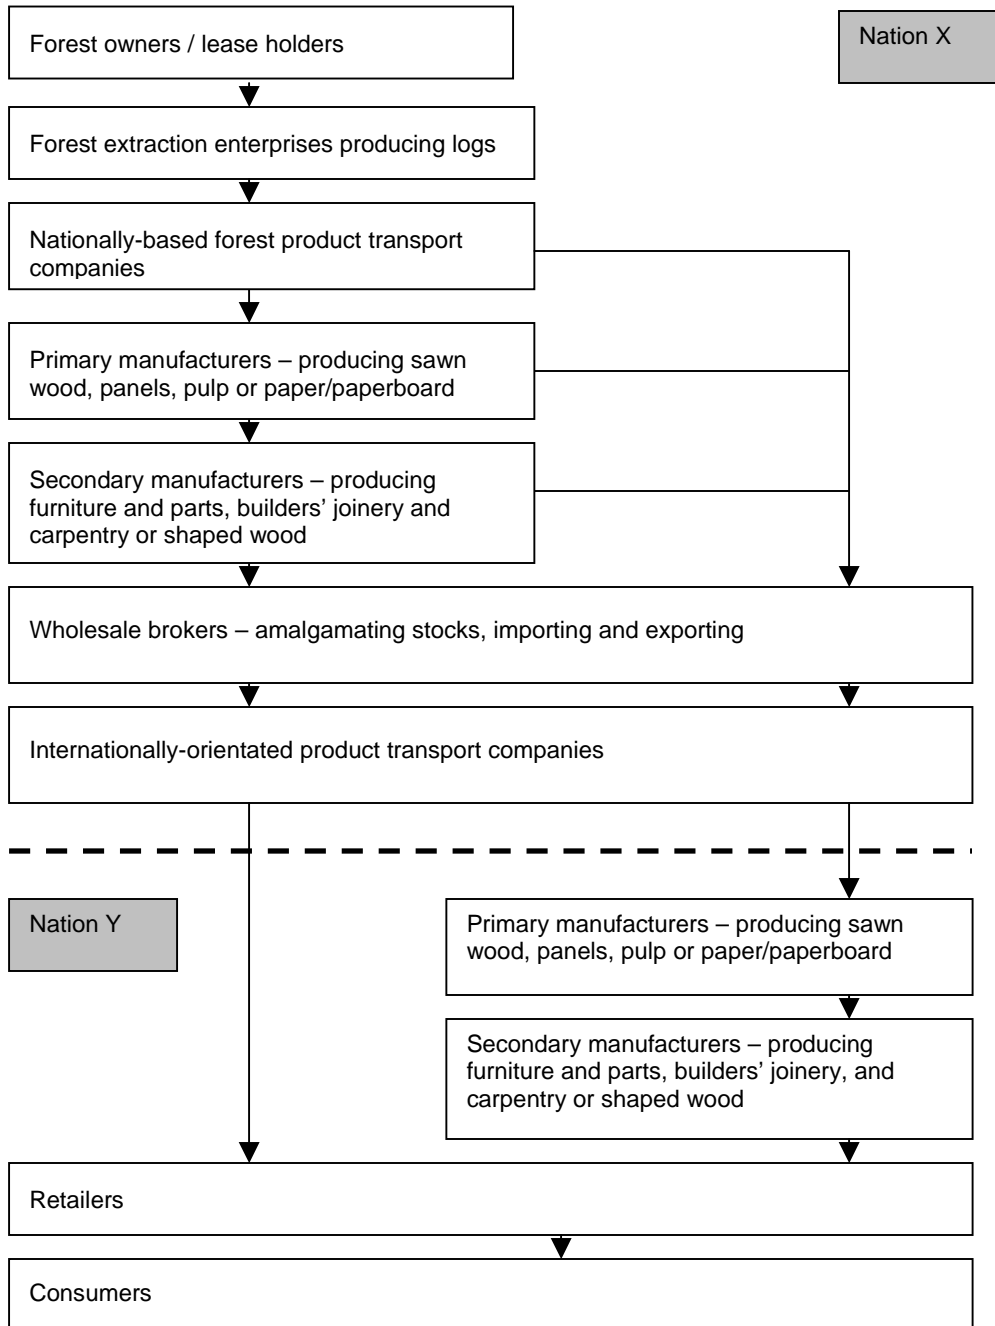 Forest owners / lease holders
Nation X
Forest extraction enterprises producing logs
Nationally-based forest product transport
companies
Primary manufacturers – producing sawn
wood, panels, pulp or paper/paperboard
Secondary manufacturers – producing
furniture and parts, builders’ joinery and
carpentry or shaped wood
Wholesale brokers – amalgamating stocks, importing and exporting
Internationally-orientated product transport companies
Nation Y
Primary manufacturers – producing sawn
wood, panels, pulp or paper/paperboard
Secondary manufacturers – producing
furniture and parts, builders’ joinery, and
carpentry or shaped wood
Retailers
Consumers